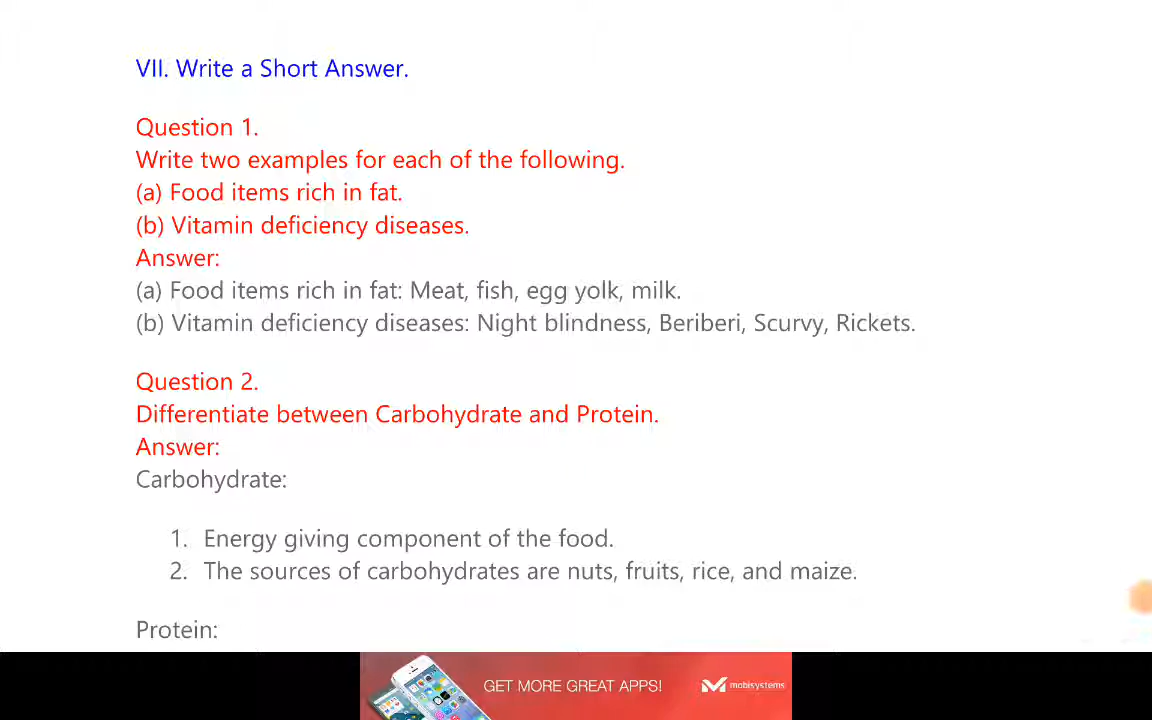 VII. Write a Short Answer.
Question 1.
Write two examples for each of the following.
(a) Food items rich in fat.
(b) Vitamin deficiency diseases.
Answer:
(a) Food items rich in fat: Meat, fish, egg yolk, milk.
(b) Vitamin deficiency diseases: Night blindness, Beriberi, Scurvy, Rickets.
Question 2.
Differentiate between Carbohydrate and Protein.
Answer:
Carbohydrate:
1. Energy giving component of the food.
2. The sources of carbohydrates are nuts, fruits, rice, and maize.
Protein:
GET MORE GREAT APPS!
mobisystems